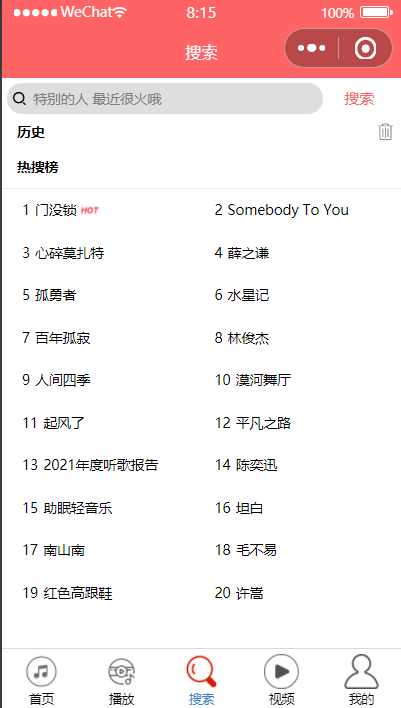 WeChat 8:15 100%
搜索
特别的人 最近很火哦 搜索
历史
热搜榜
1 门没锁 HOT 2 Somebody To You
3 心碎莫扎特 4 薛之谦
5 孤勇者 6 水星记
7 百年孤寂 8 林俊杰
9 人间四季 10 漠河舞厅
11 起风了 12 平凡之路
13 2021年度听歌报告 14 陈奕迅
15 助眠轻音乐 16 坦白
17 南山南 18 毛不易
19 红色高跟鞋 20 许嵩
首页 播放 搜索 视频 我的